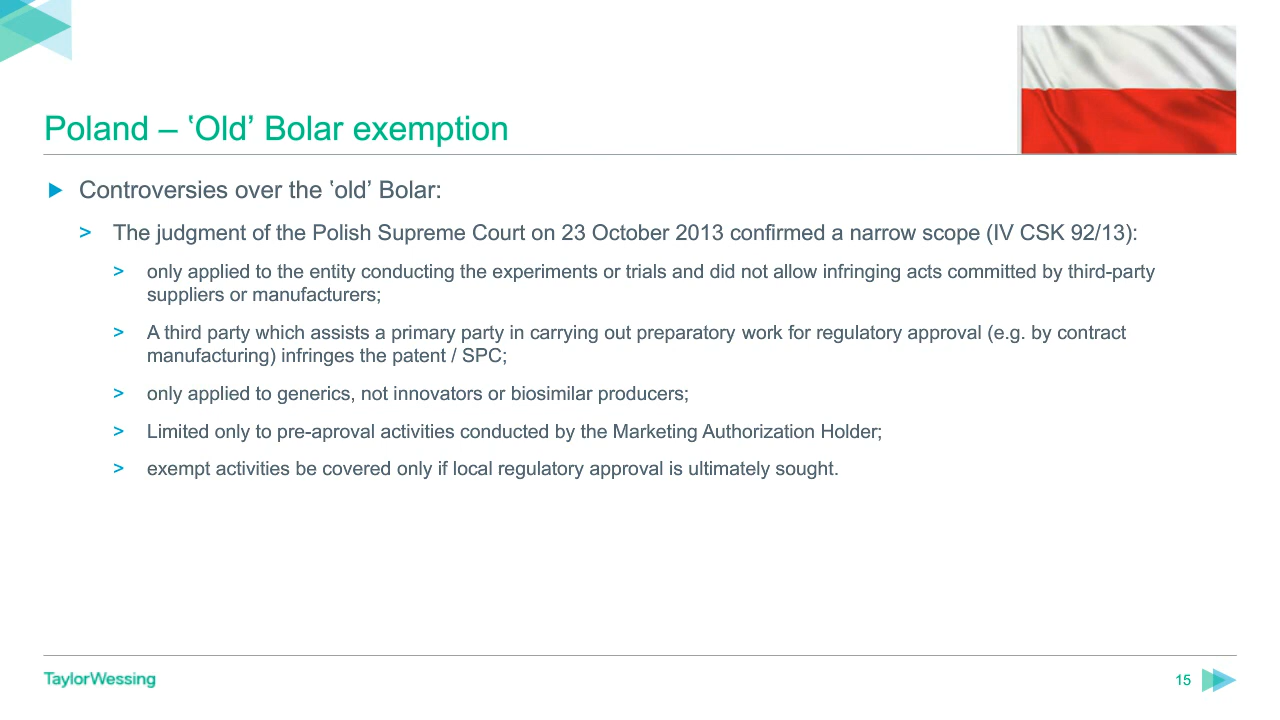 Poland – ‛Old’ Bolar exemption
Controversies over the ‛old’ Bolar:
> The judgment of the Polish Supreme Court on 23 October 2013 confirmed a narrow scope (IV CSK 92/13):
> only applied to the entity conducting the experiments or trials and did not allow infringing acts committed by third-party
suppliers or manufacturers;
> A third party which assists a primary party in carrying out preparatory work for regulatory approval (e.g. by contract
manufacturing) infringes the patent / SPC;
> only applied to generics, not innovators or biosimilar producers;
> Limited only to pre-aproval activities conducted by the Marketing Authorization Holder;
> exempt activities be covered only if local regulatory approval is ultimately sought.
TaylorWessing
15